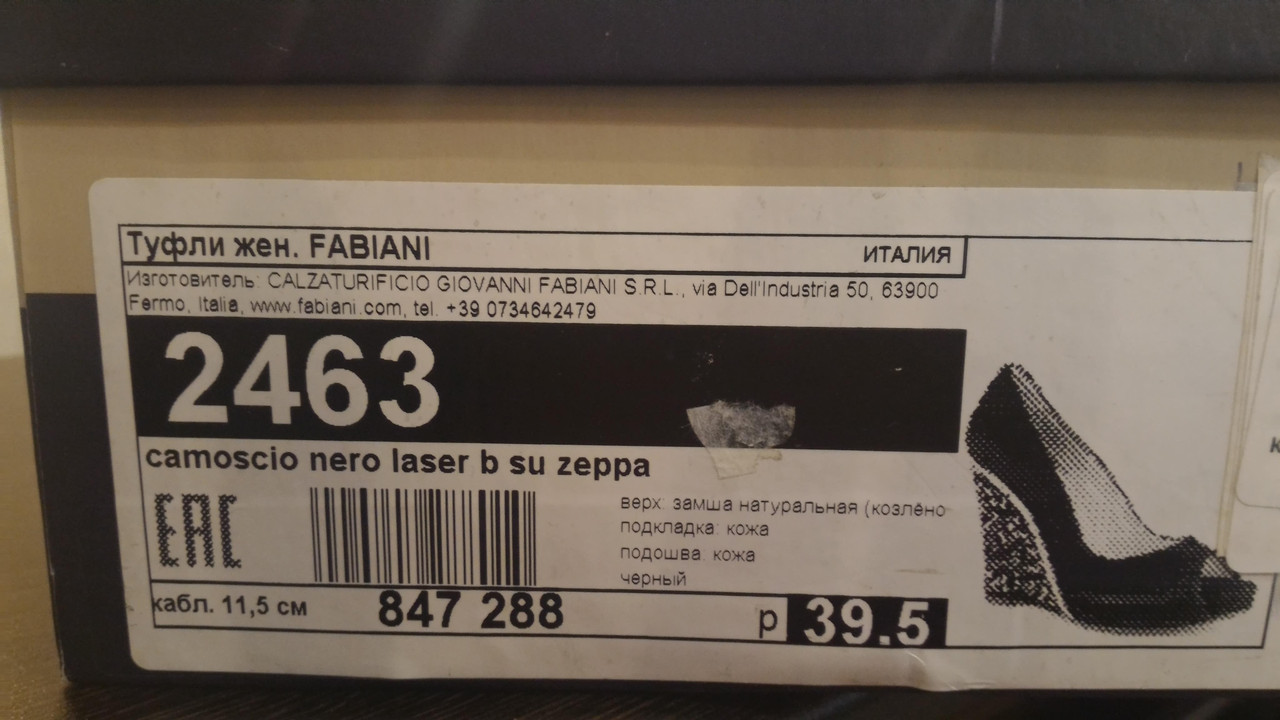 Туфли жен. FABIANI ИТАЛИЯ
Изготовитель: CALZATURIFICIO GIOVANNI FABIANI S.R.L., via Dell'Industria 50, 63900
Fermo, Italia, www.fabiani.com, tel. +39 0734642479
2463
camoscio nero laser b su zeppa
EAC
верх: замша натуральная (козлёно
подкладка: кожа
подошва: кожа
черный
кабл. 11,5 см 847 288 р 39.5